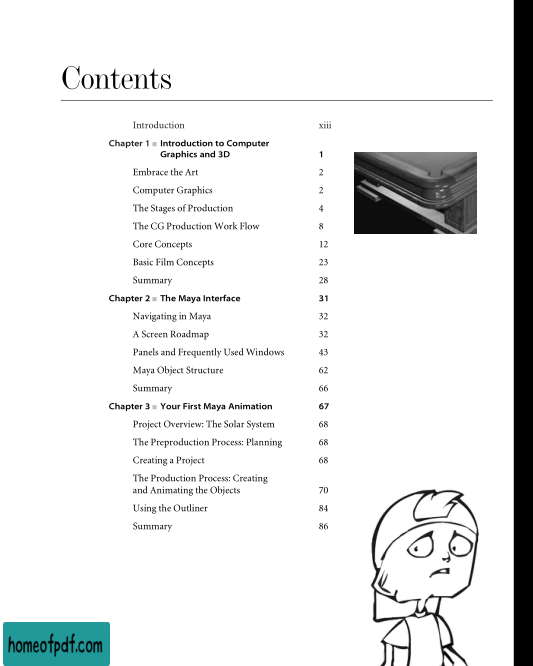 Contents
Introduction xiii
Chapter 1 ■ Introduction to Computer
Graphics and 3D 1
Embrace the Art 2
Computer Graphics 2
The Stages of Production 4
The CG Production Work Flow 8
Core Concepts 12
Basic Film Concepts 23
Summary 28
Chapter 2 ■ The Maya Interface 31
Navigating in Maya 32
A Screen Roadmap 32
Panels and Frequently Used Windows 43
Maya Object Structure 62
Summary 66
Chapter 3 ■ Your First Maya Animation 67
Project Overview: The Solar System 68
The Preproduction Process: Planning 68
Creating a Project 68
The Production Process: Creating
and Animating the Objects 70
Using the Outliner 84
Summary 86
homeofpdf.com